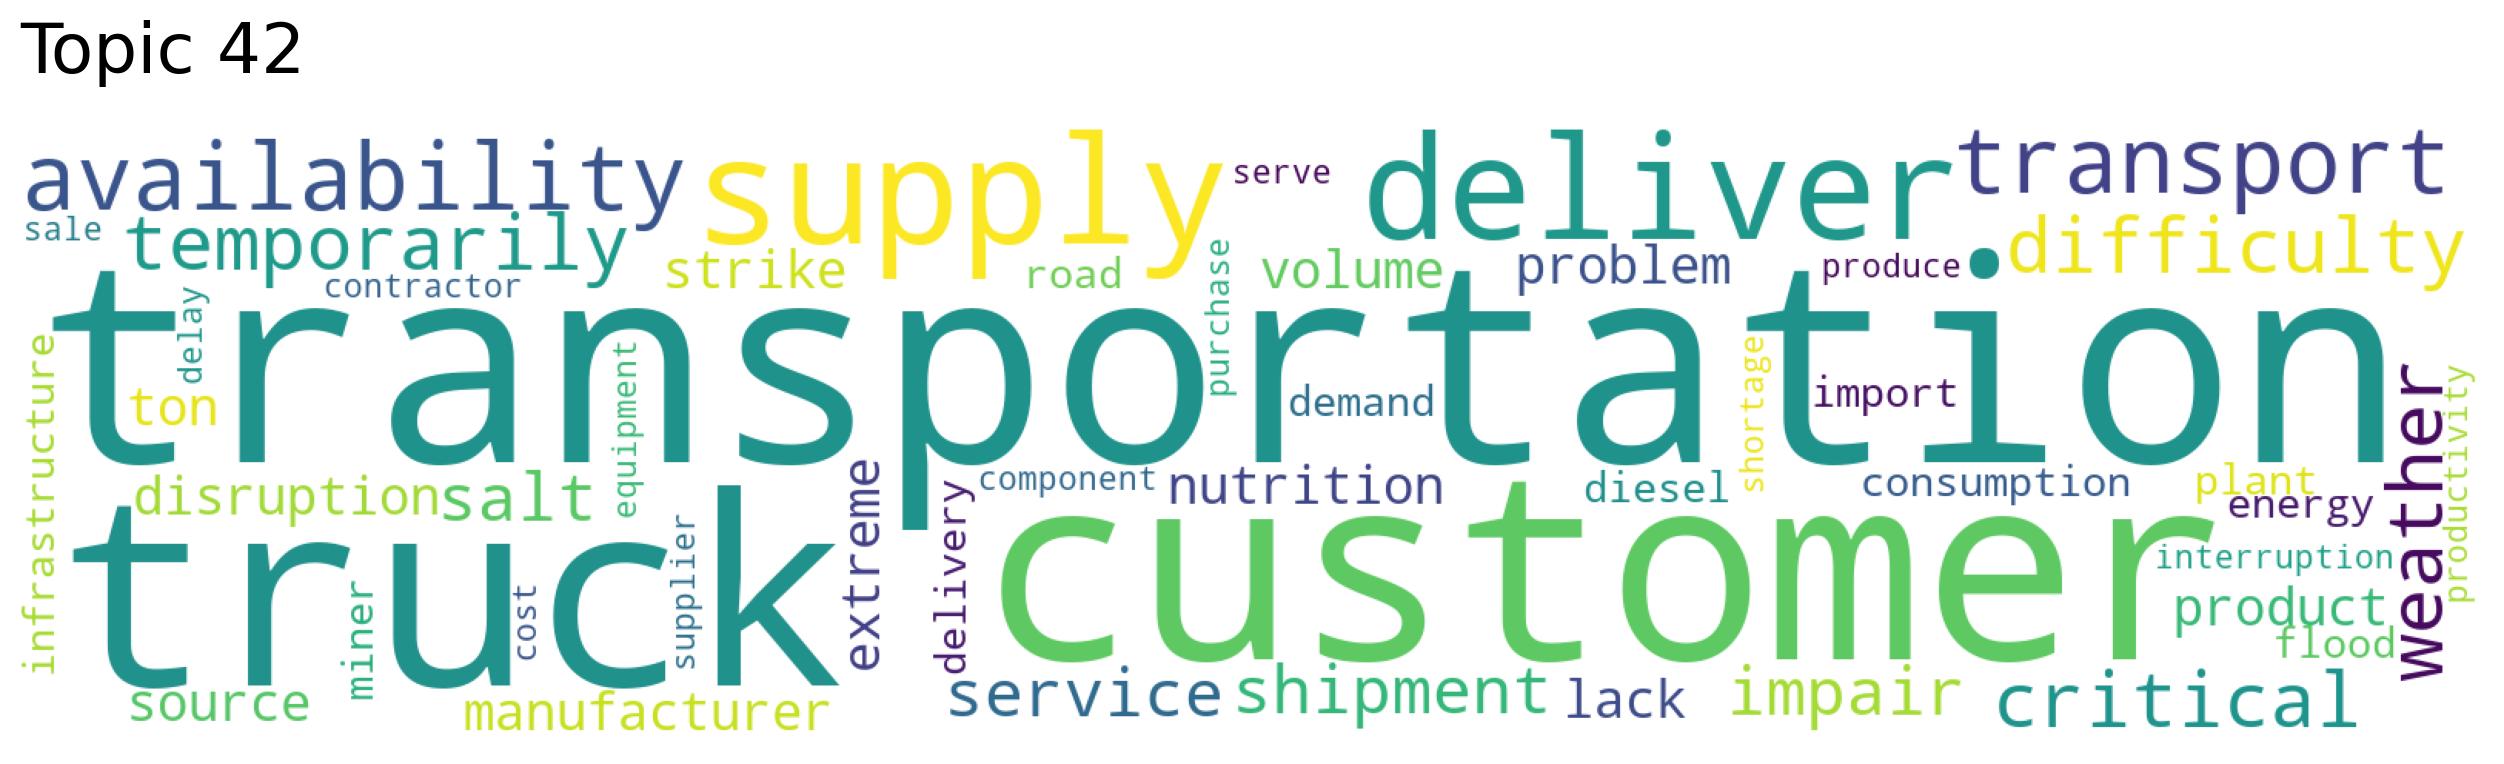 Topic 42
availability supply serve deliver transport
sale temporarily strike road purchase volume problem produce difficulty
contractor
transportation
infrastructure delay ton equipment demand shortage import weather productivity
disruption salt component nutrition diesel consumption plant
energy
truck extreme delivery customer
miner cost supplier interruption
product
flood
source manufacturer service shipment lack impair critical